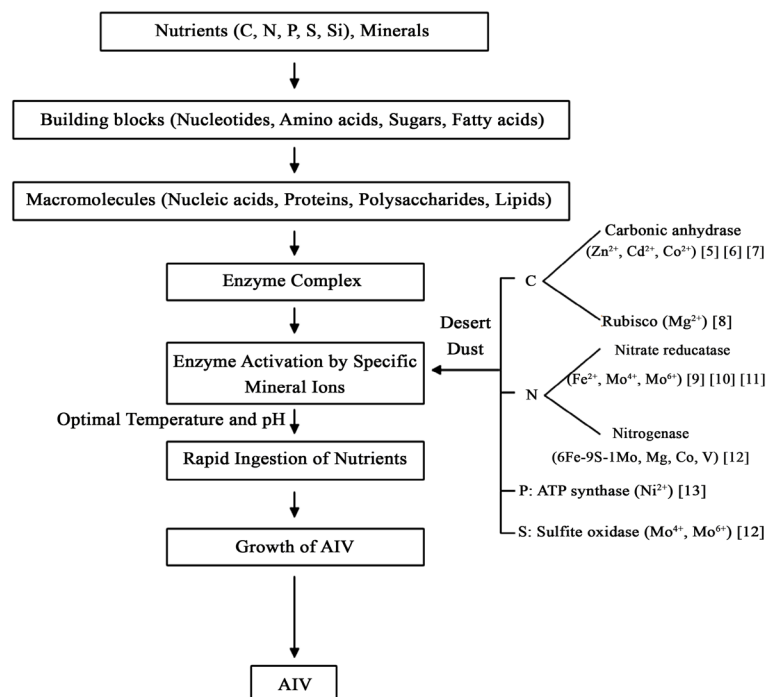 Nutrients (C, N, P, S, Si), Minerals
Building blocks (Nucleotides, Amino acids, Sugars, Fatty acids)
Macromolecules (Nucleic acids, Proteins, Polysaccharides, Lipids)
Enzyme Complex
Enzyme Activation by Specific
Mineral Ions
Optimal Temperature and pH
Rapid Ingestion of Nutrients
Growth of AIV
AIV
Desert
Dust
C
Carbonic anhydrase
(Zn²⁺, Cd²⁺, Co²⁺) [5] [6] [7]
Rubisco (Mg²⁺) [8]
N
Nitrate reducatase
(Fe²⁺, Mo⁴⁺, Mo⁶⁺) [9] [10] [11]
Nitrogenase
(6Fe-9S-1Mo, Mg, Co, V) [12]
P: ATP synthase (Ni²⁺) [13]
S: Sulfite oxidase (Mo⁴⁺, Mo⁶⁺) [12]